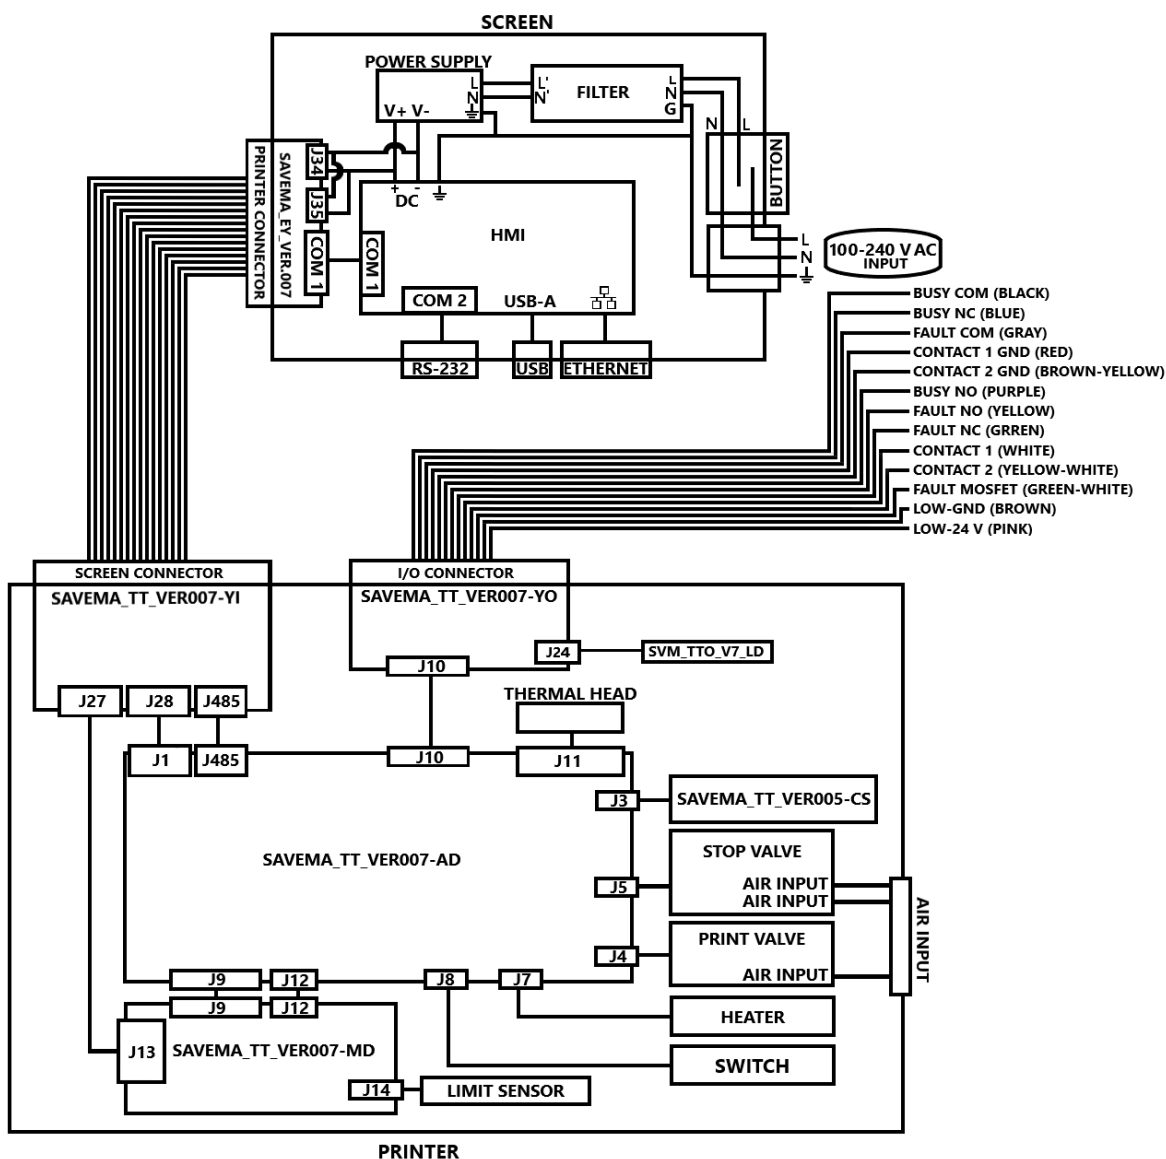 SCREEN
POWER SUPPLY
L
N
V+ V-
L'
N'
FILTER
L
N
G
N
L
BUTTON
PRINTER CONNECTOR
SAVEMA_EY_VER.007
J34
J35
COM 1
+
-
DC
HMI
COM 1
COM 2
USB-A
RS-232
USB
ETHERNET
L
N
100-240 V AC
INPUT
BUSY COM (BLACK)
BUSY NC (BLUE)
FAULT COM (GRAY)
CONTACT 1 GND (RED)
CONTACT 2 GND (BROWN-YELLOW)
BUSY NO (PURPLE)
FAULT NO (YELLOW)
FAULT NC (GRREN)
CONTACT 1 (WHITE)
CONTACT 2 (YELLOW-WHITE)
FAULT MOSFET (GREEN-WHITE)
LOW-GND (BROWN)
LOW-24 V (PINK)
SCREEN CONNECTOR
SAVEMA_TT_VER007-YI
J27
J28
J485
I/O CONNECTOR
SAVEMA_TT_VER007-YO
J24
SVM_TTO_V7_LD
J10
THERMAL HEAD
J1
J485
J10
J11
J3
SAVEMA_TT_VER005-CS
SAVEMA_TT_VER007-AD
STOP VALVE
J5
AIR INPUT
AIR INPUT
PRINT VALVE
J4
AIR INPUT
AIR INPUT
J9
J12
J8
J7
J9
J12
HEATER
J13
SAVEMA_TT_VER007-MD
SWITCH
J14
LIMIT SENSOR
PRINTER